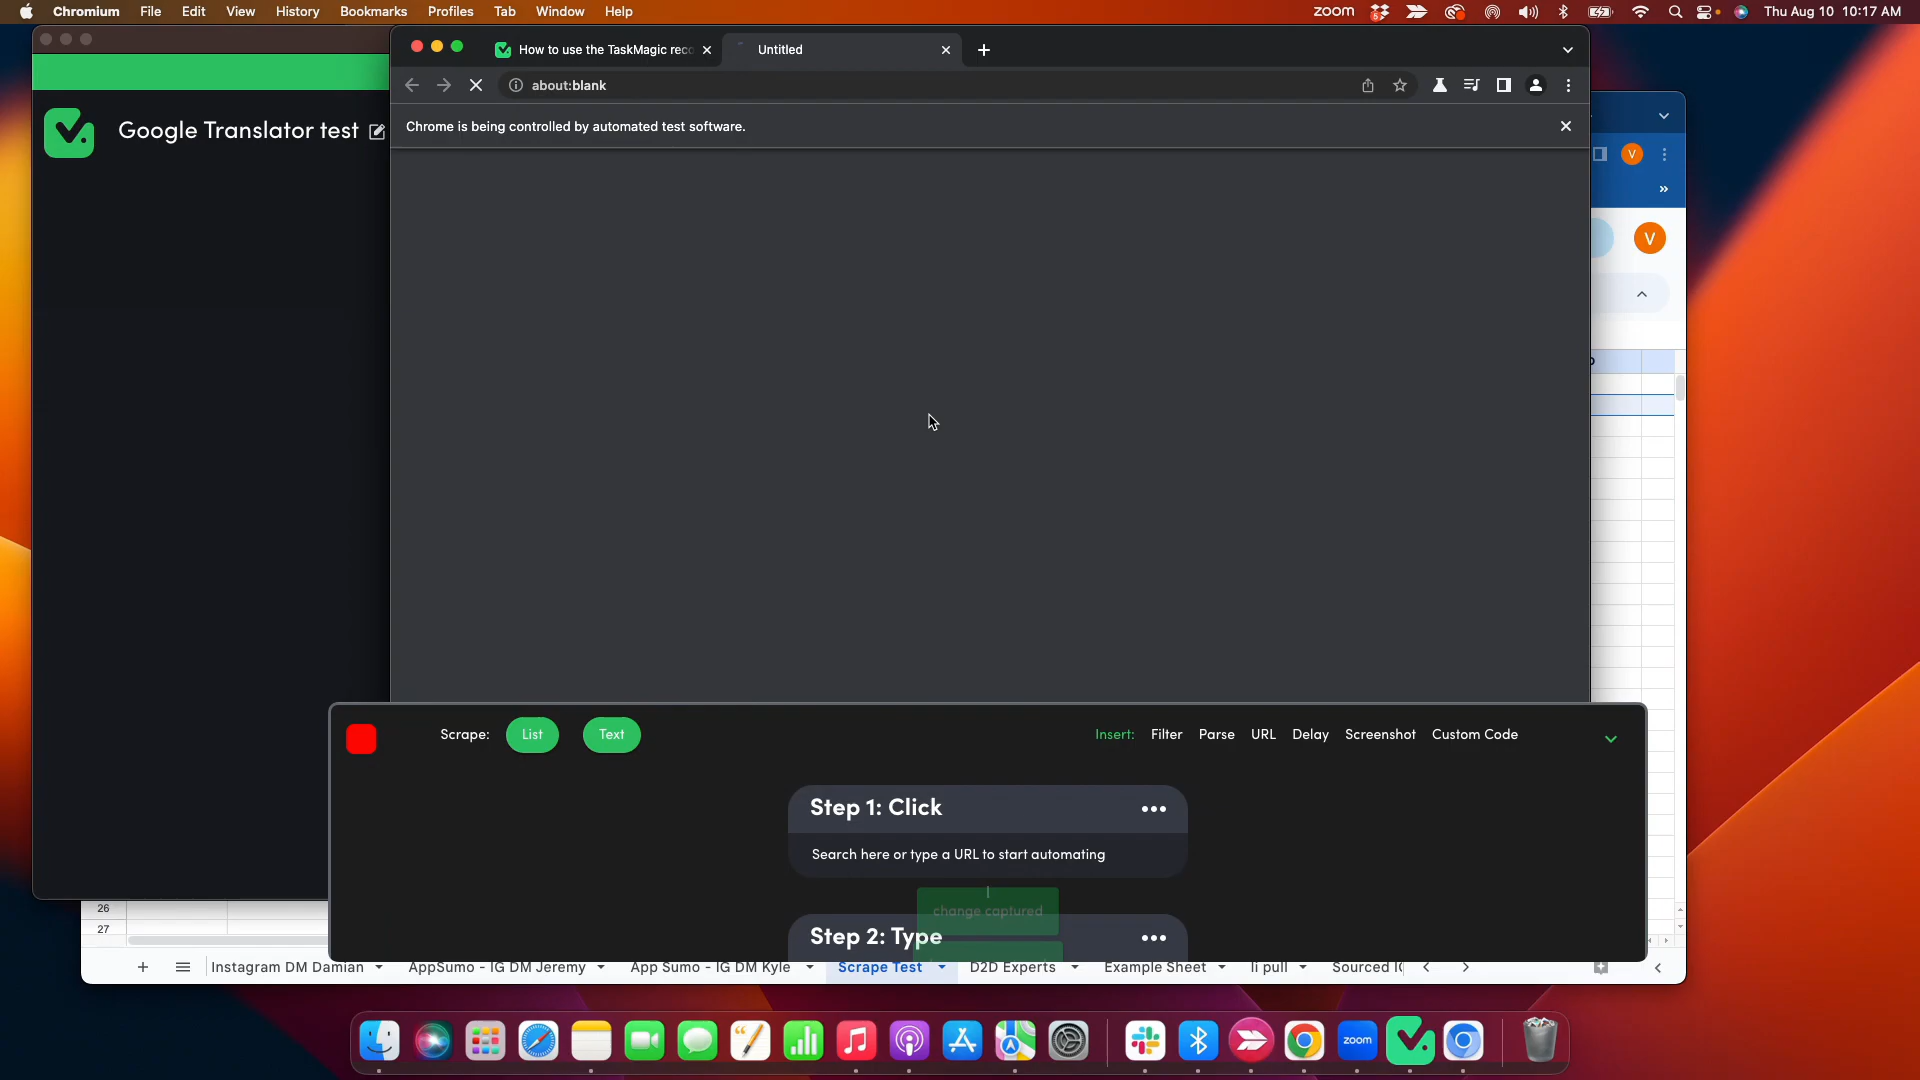 Chromium File Edit View History Bookmarks Profiles Tab Window Help
zoom Thu Aug 10 10:17 AM
How to use the TaskMagic rec
Untitled
about:blank
Chrome is being controlled by automated test software.
Google Translator test
V
V
Scrape: List Text
Insert: Filter Parse URL Delay Screenshot Custom Code
Step 1: Click
Search here or type a URL to start automating
change captured
Step 2: Type
26
27
Instagram DM Damian AppSumo - IG DM Jeremy App Sumo - IG DM Kyle Scrape Test D2D Experts Example Sheet li pull Sourced
zoom